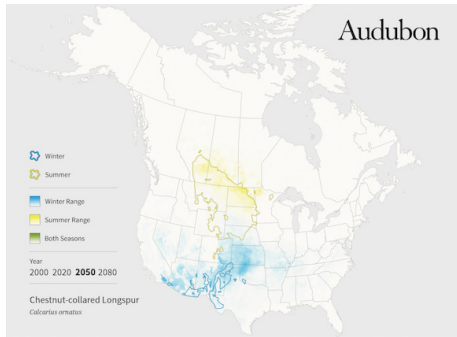 Audubon
Winter
Summer
Winter Range
Summer Range
Both Seasons
Year
2000 2020 2050 2080
Chestnut-collared Longspur
Calcarius ornatus